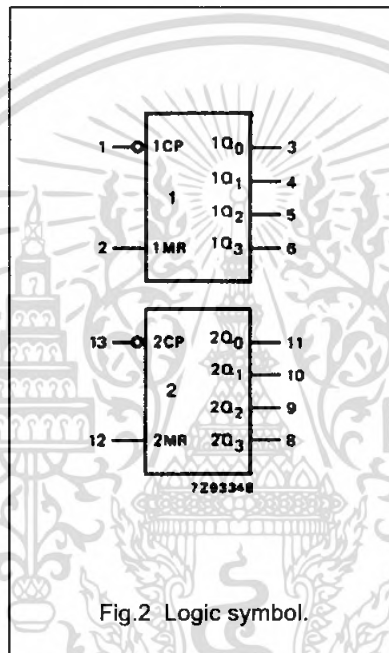 1 1CP 1Q0 3
1Q1 4
1
1Q2 5
2 1MR 1Q3 6
13 2CP 2Q0 11
2Q1 10
2
2Q2 9
12 2MR 2Q3 8
7Z93348
Fig.2 Logic symbol.